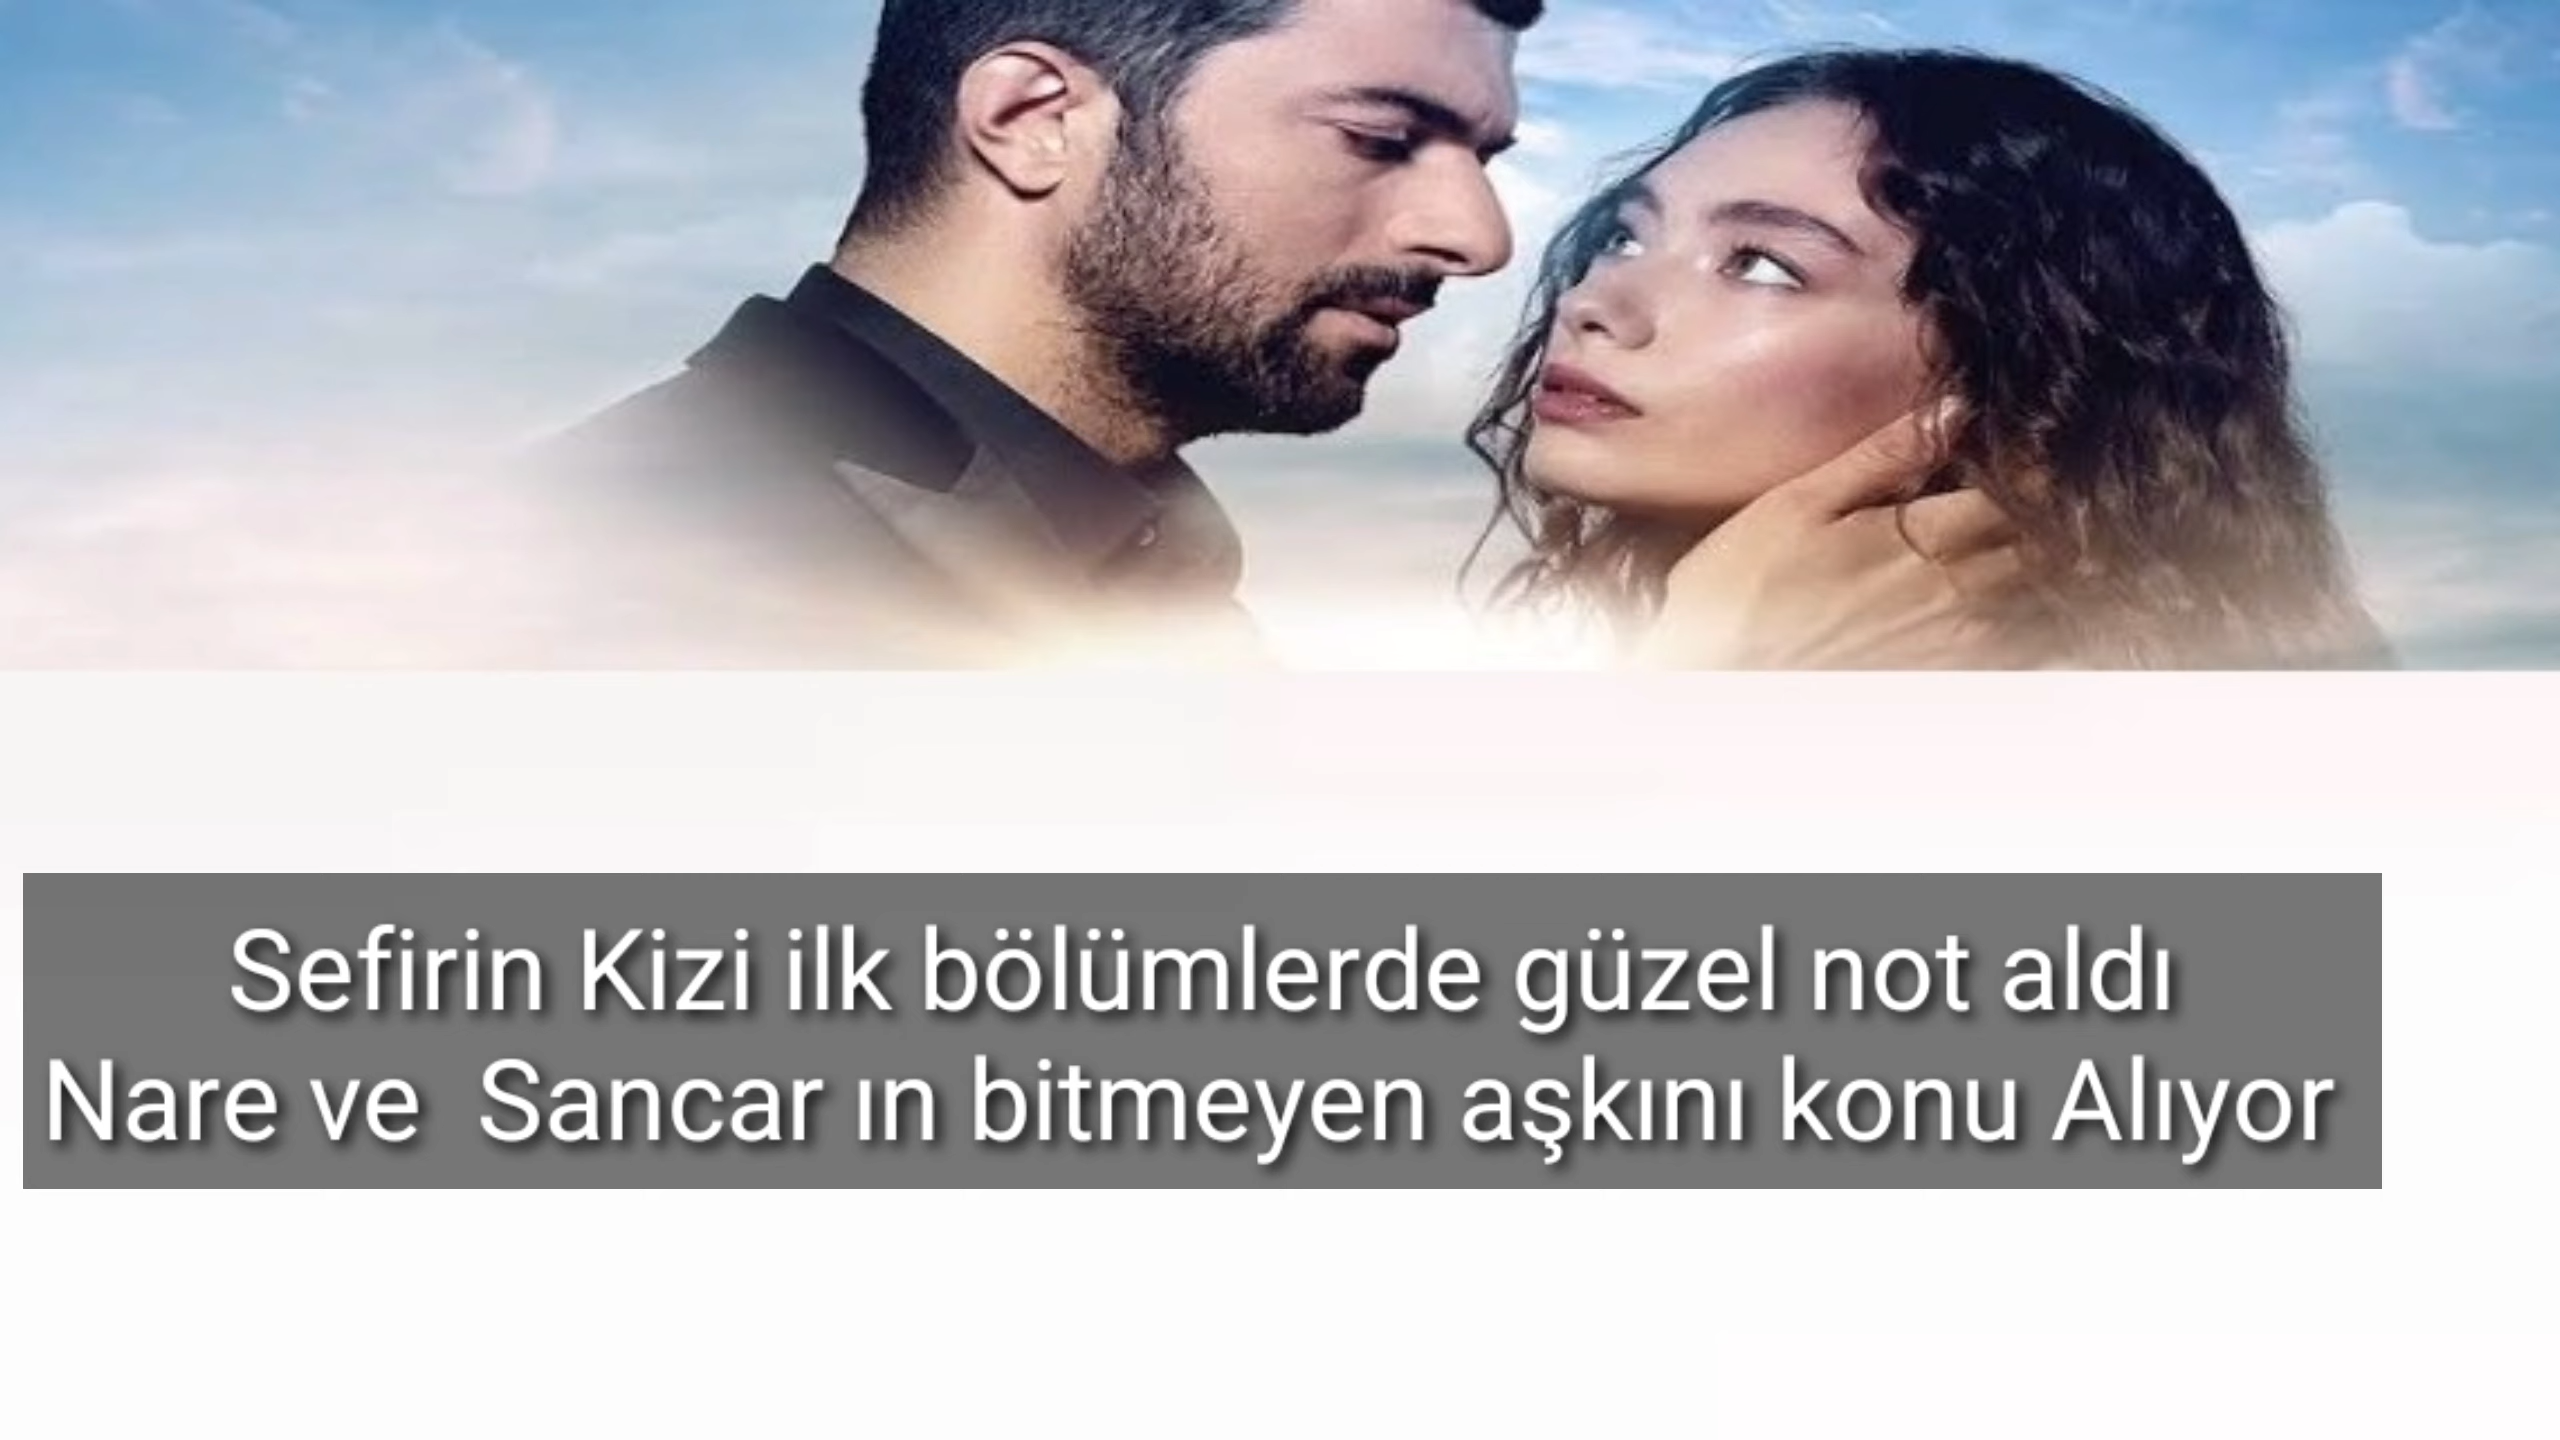 Sefirin Kizi ilk bölümlerde güzel not aldı
Nare ve  Sancar ın bitmeyen aşkını konu Alıyor